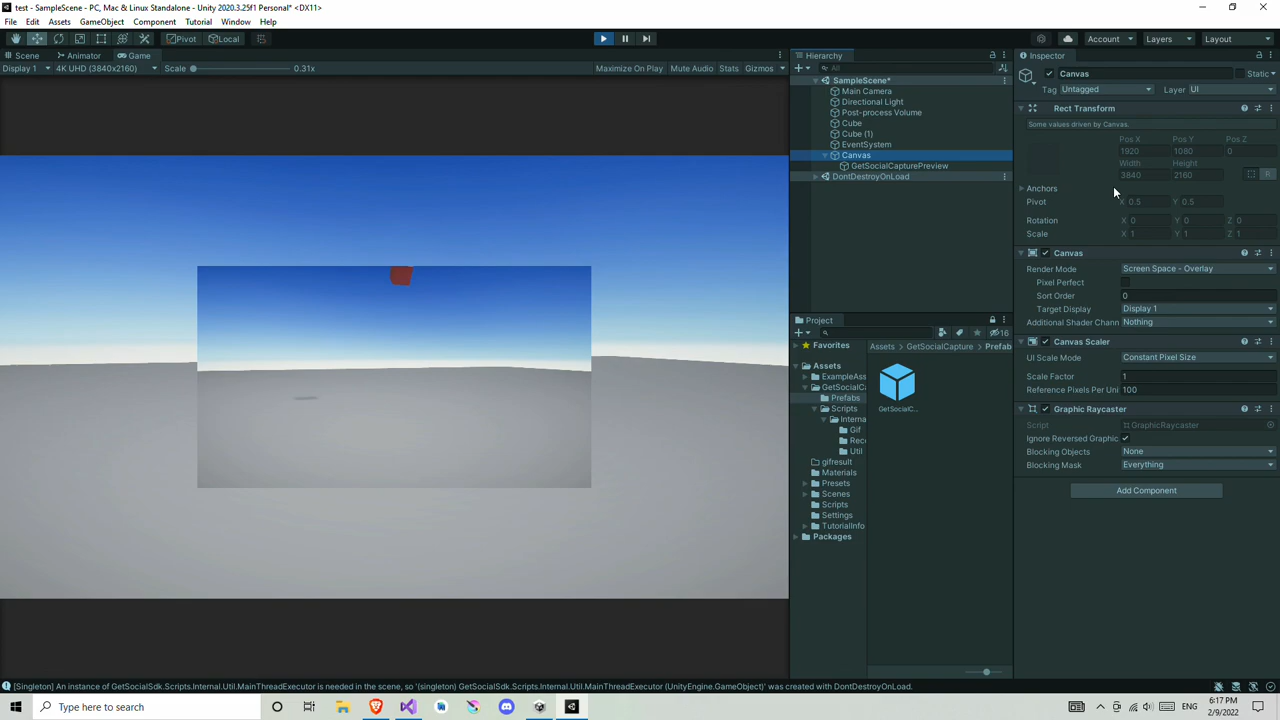 test - SampleScene - PC, Mac & Linux Standalone - Unity 2020.3.25f1 Personal* <DX11>
File Edit Assets GameObject Component Tutorial Window Help
Pivot Local Account Layers Layout
Scene Animator Game
Display 1 4K UHD (3840x2160) Scale 0.31x Maximize On Play Mute Audio Stats Gizmos
Hierarchy
All
SampleScene*
Main Camera
Directional Light
Post-process Volume
Cube
Cube (1)
EventSystem
Canvas
GetSocialCapturePreview
DontDestroyOnLoad
Project
16
Favorites
Assets
ExampleAss
GetSocialC
Prefabs
Scripts
Interna
Gif
Reco
Util
gifresult
Materials
Presets
Scenes
Scripts
Settings
TutorialInfo
Packages
Assets GetSocialCapture Prefab
GetSocialC...
Inspector
Canvas Static
Tag Untagged Layer UI
Rect Transform
Some values driven by Canvas.
Pos X Pos Y Pos Z
1920 1080 0
Width Height
3840 2160 R
Anchors
Pivot X 0.5 Y 0.5
Rotation X 0 Y 0 Z 0
Scale X 1 Y 1 Z 1
Canvas
Render Mode Screen Space - Overlay
Pixel Perfect
Sort Order 0
Target Display Display 1
Additional Shader Chann Nothing
Canvas Scaler
UI Scale Mode Constant Pixel Size
Scale Factor 1
Reference Pixels Per Uni 100
Graphic Raycaster
Script GraphicRaycaster
Ignore Reversed Graphic
Blocking Objects None
Blocking Mask Everything
Add Component
[Singleton] An instance of GetSocialSdk.Scripts.Internal.Util.MainThreadExecutor is needed in the scene, so '(singleton) GetSocialSdk.Scripts.Internal.Util.MainThreadExecutor (UnityEngine.GameObject)' was created with DontDestroyOnLoad.
Type here to search
ENG
6:17 PM
2/9/2022